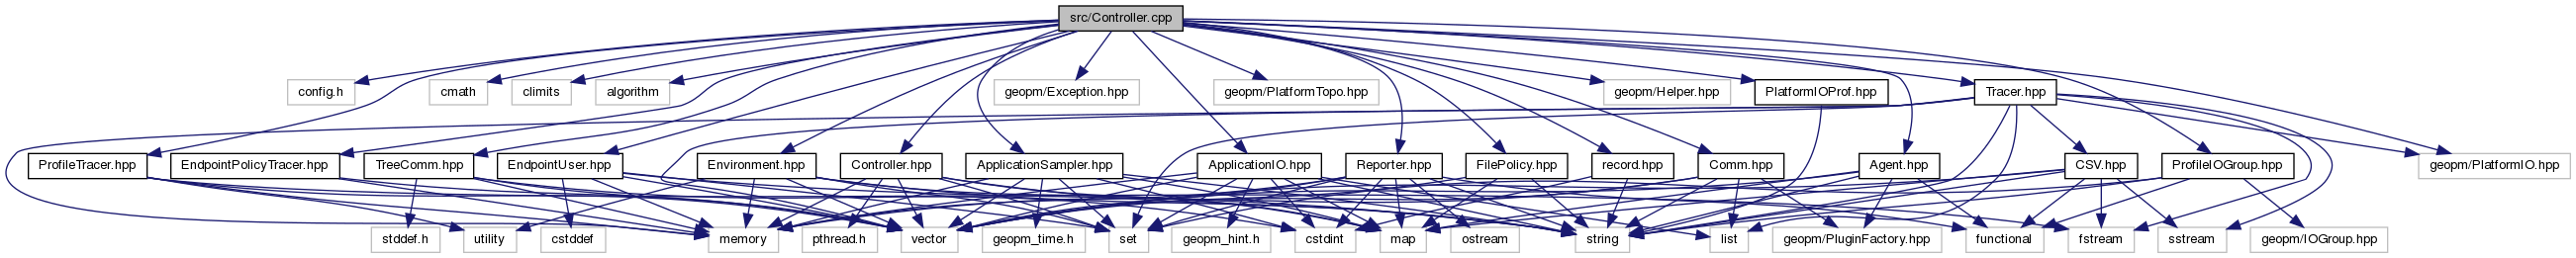 src/Controller.cpp
config.h
cmath
climits
algorithm
geopm/Exception.hpp
geopm/PlatformTopo.hpp
geopm/Helper.hpp
PlatformIOProf.hpp
Tracer.hpp
ProfileTracer.hpp
EndpointPolicyTracer.hpp
TreeComm.hpp
EndpointUser.hpp
Environment.hpp
Controller.hpp
ApplicationSampler.hpp
ApplicationIO.hpp
Reporter.hpp
FilePolicy.hpp
record.hpp
Comm.hpp
Agent.hpp
CSV.hpp
ProfileIOGroup.hpp
geopm/PlatformIO.hpp
stddef.h
utility
cstddef
memory
pthread.h
vector
geopm_time.h
set
geopm_hint.h
cstdint
map
ostream
string
list
geopm/PluginFactory.hpp
functional
fstream
sstream
geopm/IOGroup.hpp